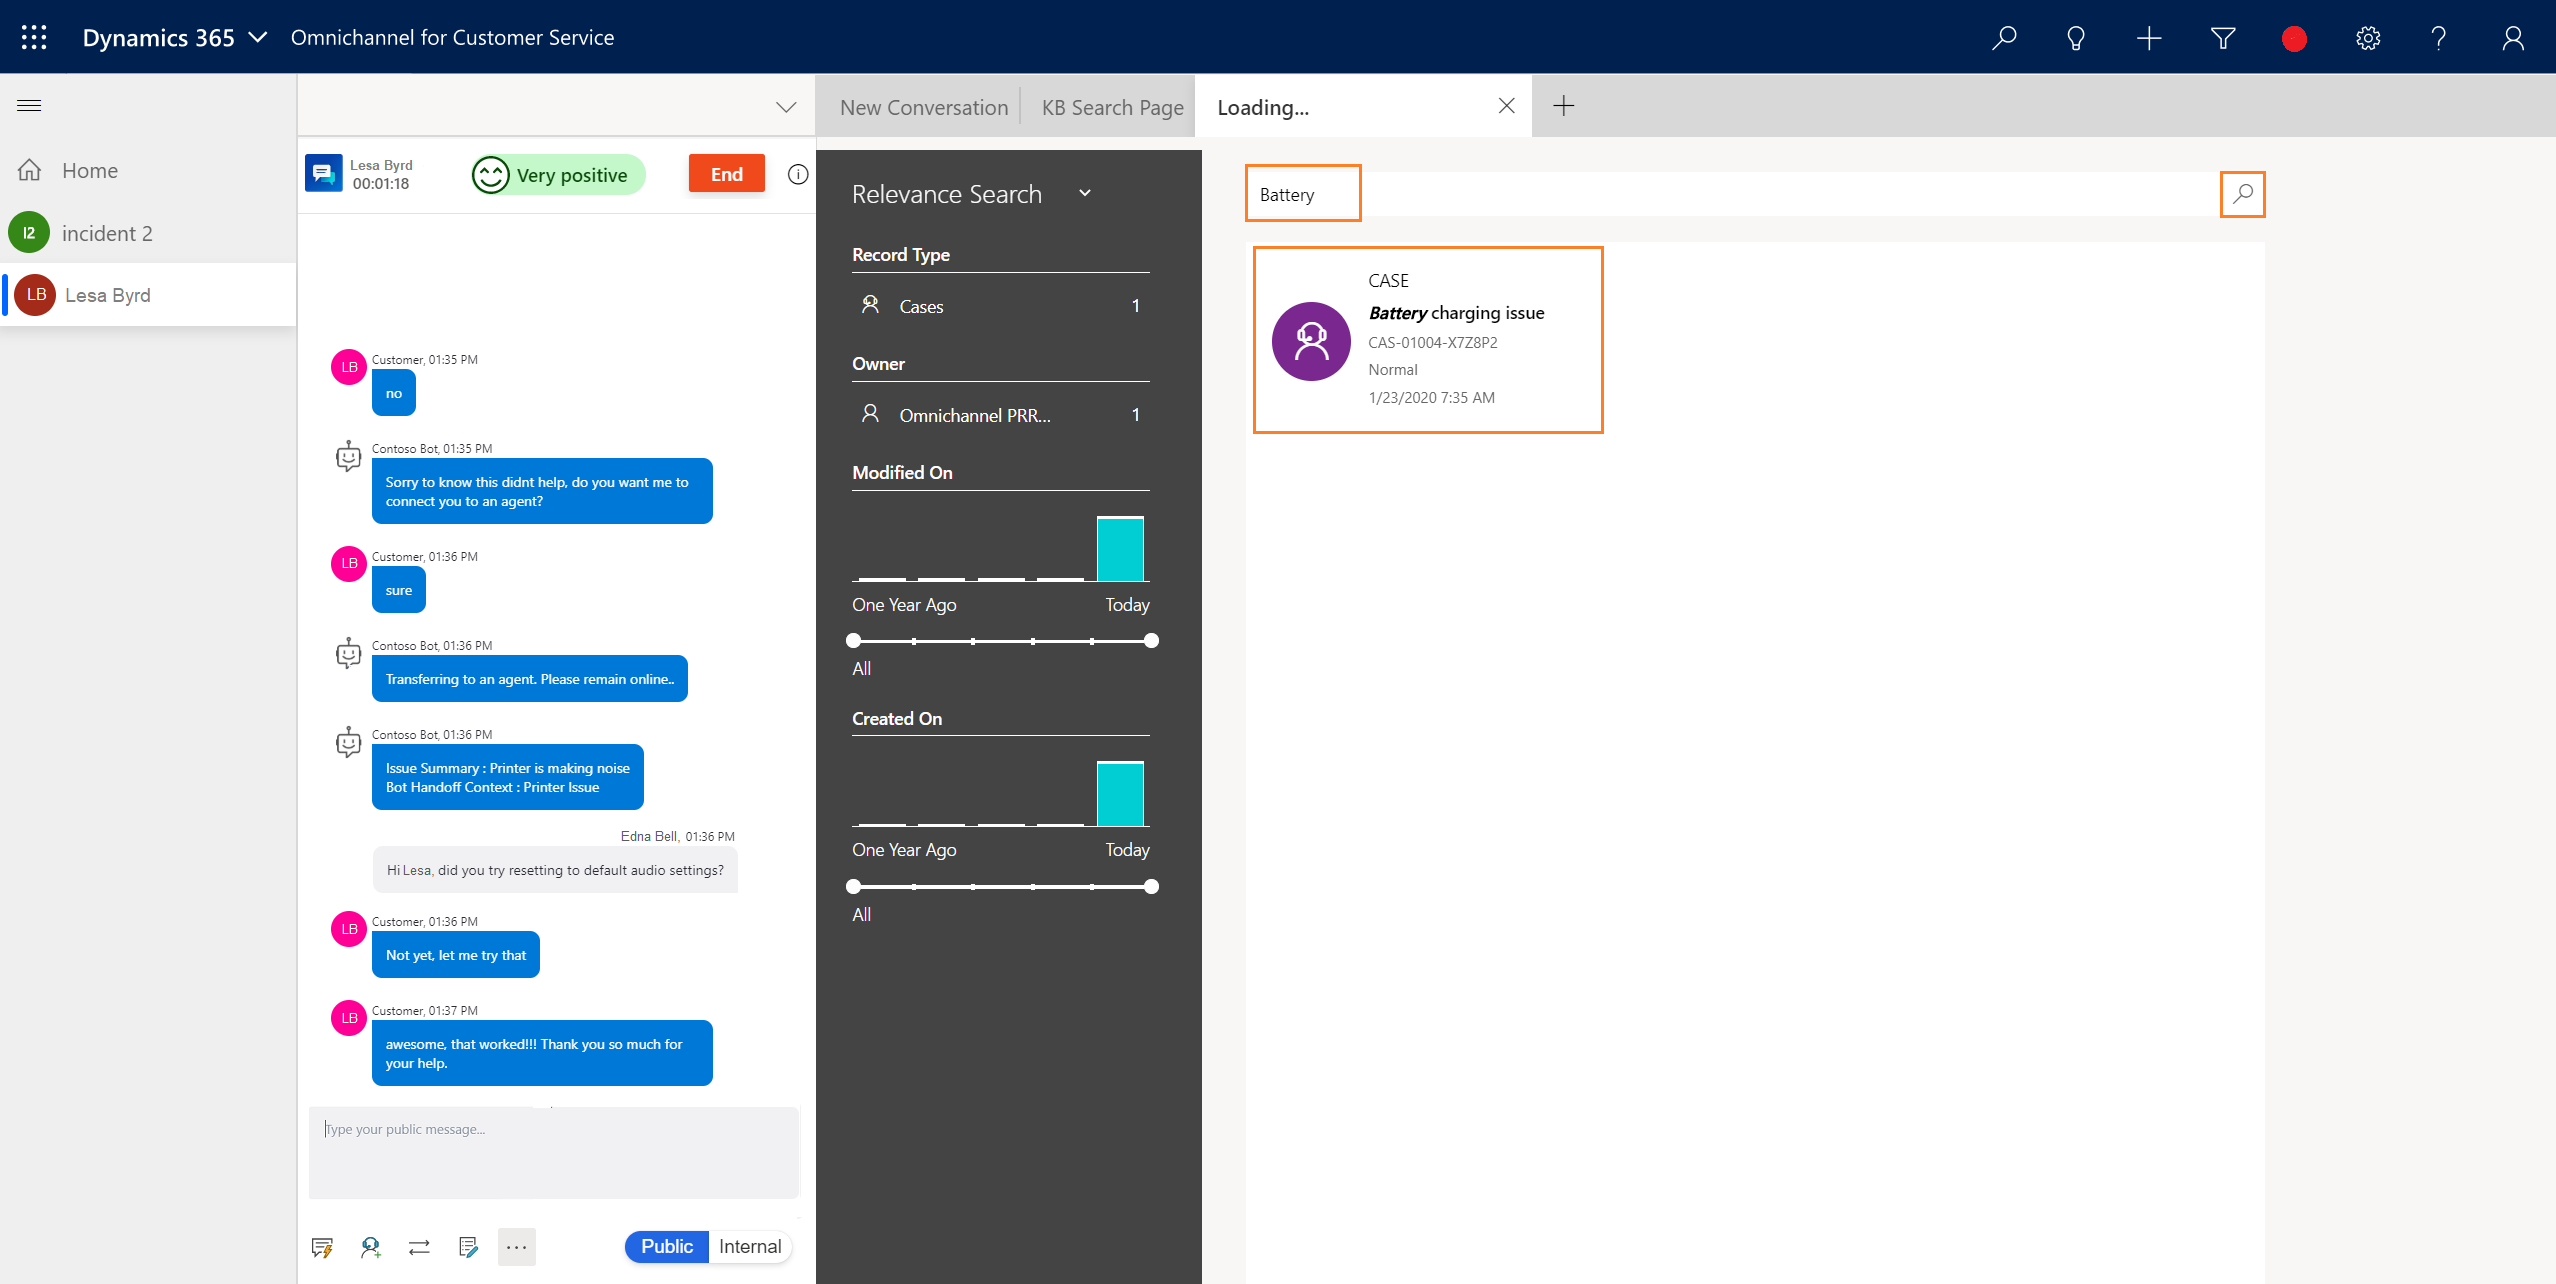 Dynamics 365
Omnichannel for Customer Service
Home
I2
incident 2
LB
Lesa Byrd
Lesa Byrd
00:01:18
Very positive
End
LB
Customer, 01:35 PM
no
Contoso Bot, 01:35 PM
Sorry to know this didnt help, do you want me to
connect you to an agent?
LB
Customer, 01:36 PM
sure
Contoso Bot, 01:36 PM
Transferring to an agent. Please remain online..
Contoso Bot, 01:36 PM
Issue Summary : Printer is making noise
Bot Handoff Context : Printer Issue
Edna Bell, 01:36 PM
Hi Lesa, did you try resetting to default audio settings?
LB
Customer, 01:36 PM
Not yet, let me try that
LB
Customer, 01:37 PM
awesome, that worked!!! Thank you so much for
your help.
Type your public message...
Public
Internal
New Conversation
KB Search Page
Loading...
Relevance Search
Record Type
Cases 1
Owner
Omnichannel PRR... 1
Modified On
One Year Ago Today
All
Created On
One Year Ago Today
All
Battery
CASE
Battery charging issue
CAS-01004-X7Z8P2
Normal
1/23/2020 7:35 AM